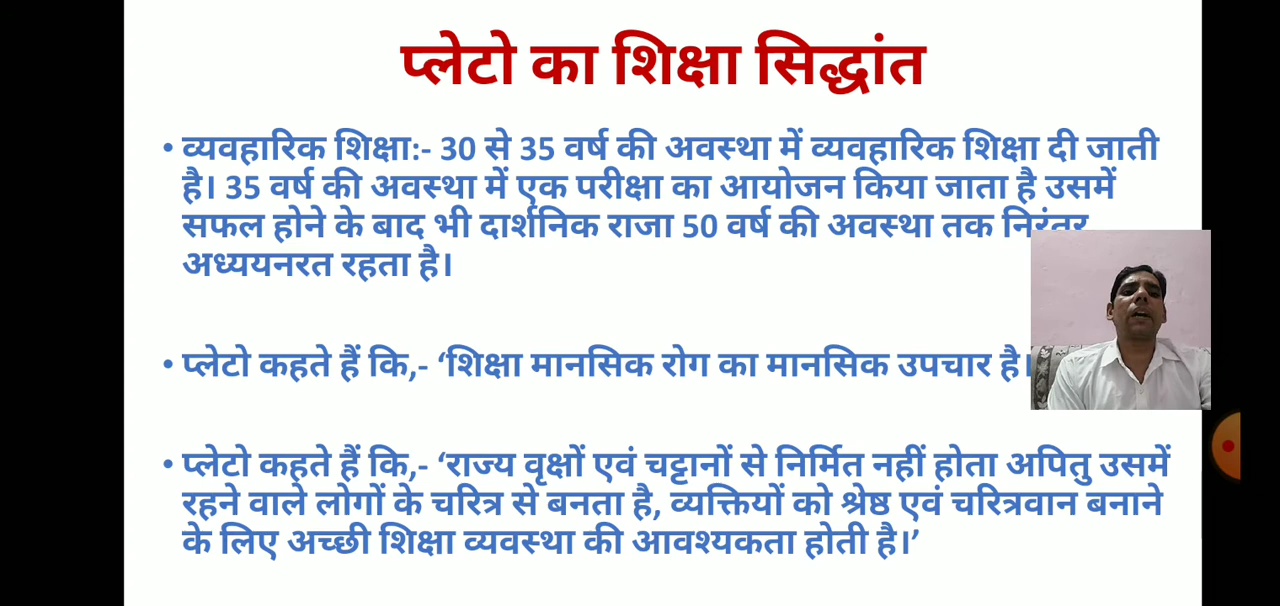 प्लेटो का शिक्षा सिद्धांत
• व्यवहारिक शिक्षा:- 30 से 35 वर्ष की अवस्था में व्यवहारिक शिक्षा दी जाती
है। 35 वर्ष की अवस्था में एक परीक्षा का आयोजन किया जाता है उसमें
सफल होने के बाद भी दार्शनिक राजा 50 वर्ष की अवस्था तक निरंतर
अध्ययनरत रहता है।
• प्लेटो कहते हैं कि,- ‘शिक्षा मानसिक रोग का मानसिक उपचार है।
• प्लेटो कहते हैं कि,- ‘राज्य वृक्षों एवं चट्टानों से निर्मित नहीं होता अपितु उसमें
रहने वाले लोगों के चरित्र से बनता है, व्यक्तियों को श्रेष्ठ एवं चरित्रवान बनाने
के लिए अच्छी शिक्षा व्यवस्था की आवश्यकता होती है।’